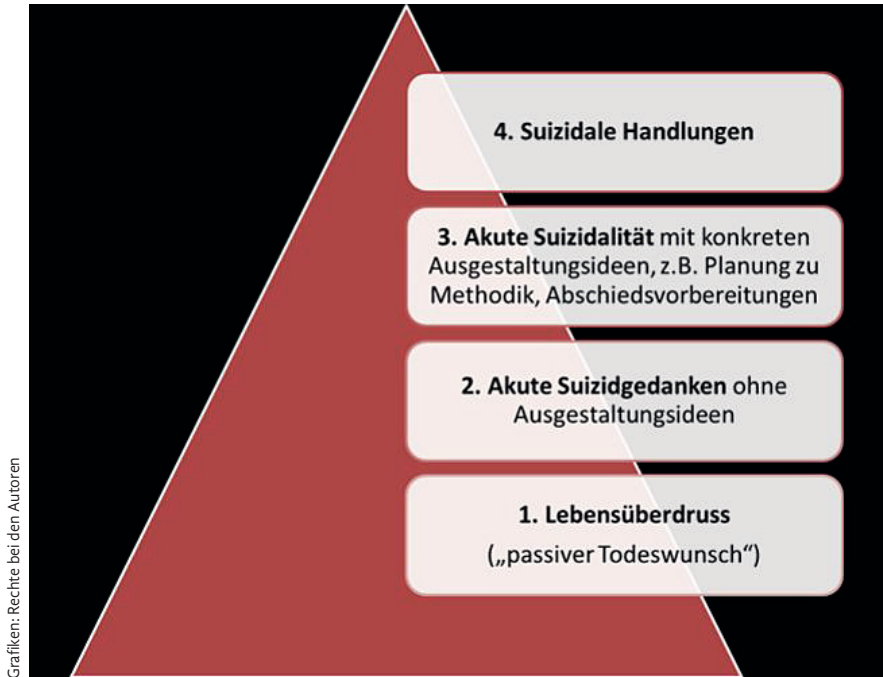 4. Suizidale Handlungen
3. Akute Suizidalität mit konkreten
Ausgestaltungsideen, z.B. Planung zu
Methodik, Abschiedsvorbereitungen
2. Akute Suizidgedanken ohne
Ausgestaltungsideen
1. Lebensüberdruss
(„passiver Todeswunsch“)
Grafiken: Rechte bei den Autoren